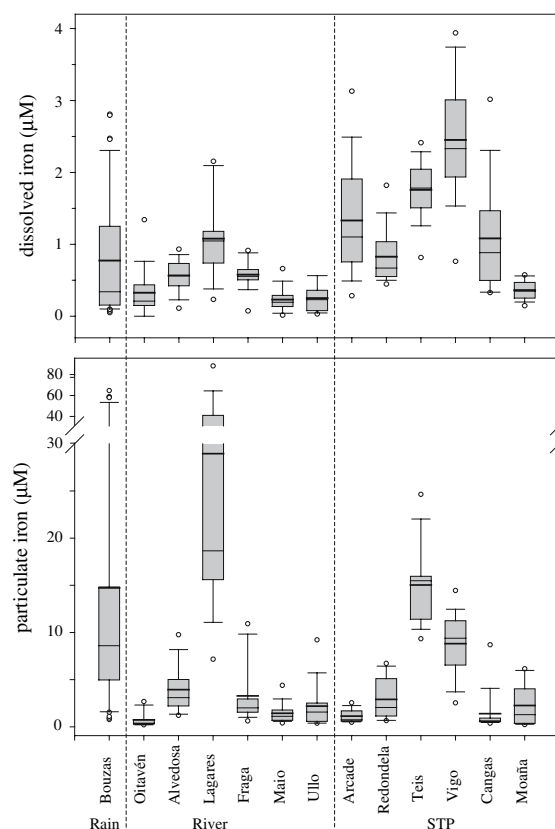 dissolved iron (µM)
4
3
2
1
0
particulate iron (µM)
80
60
40
30
20
10
0
Bouzas
Oitavén
Alvedosa
Lagares
Fraga
Maio
Ullo
Arcade
Redondela
Teis
Vigo
Cangas
Moaña
Rain River STP